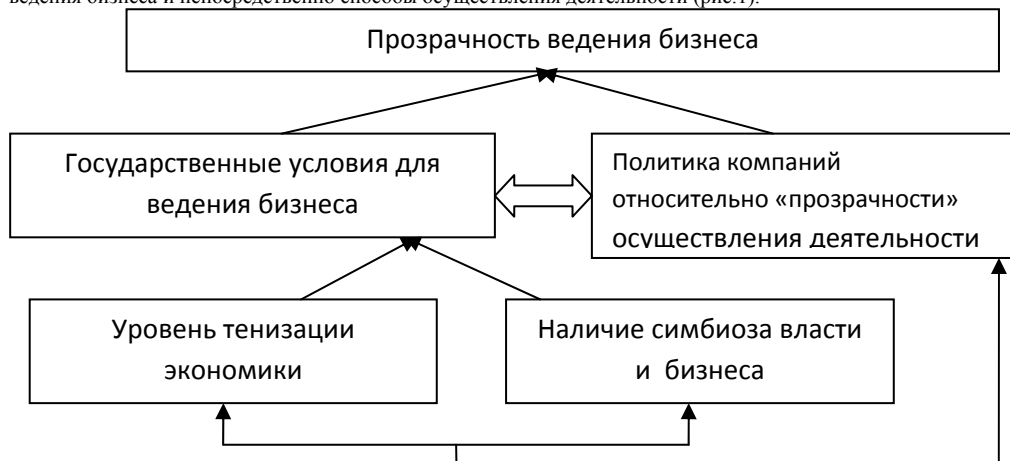 ведения бизнеса и непосредственно способы осуществления деятельности (рис.1).
Прозрачность ведения бизнеса
Государственные условия для
ведения бизнеса
Политика компаний
относительно «прозрачности»
осуществления деятельности
Уровень тенизации
экономики
Наличие симбиоза власти
и бизнеса